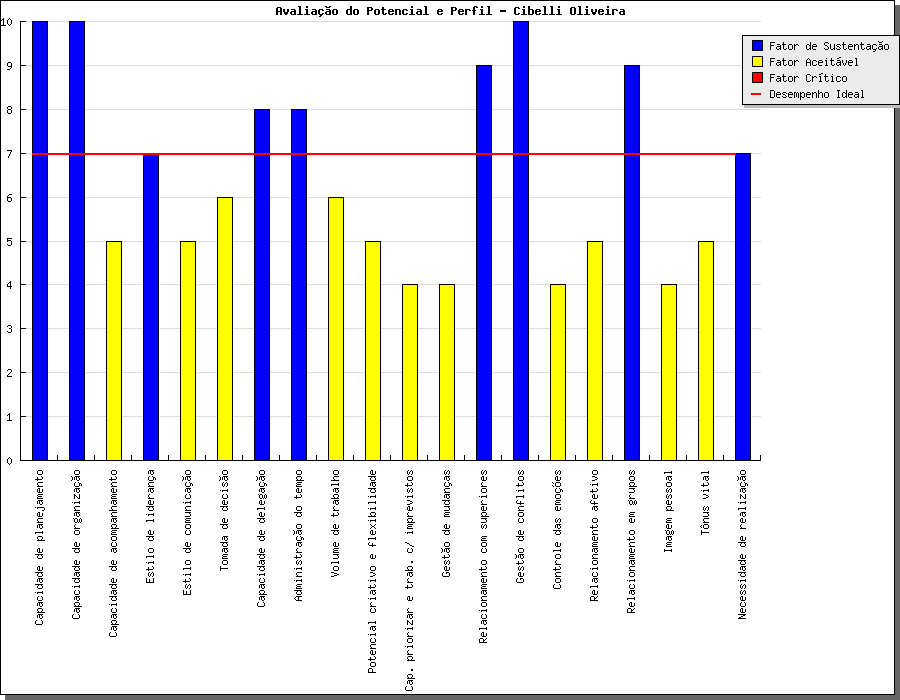 Avaliação do Potencial e Perfil - Cibelli Oliveira
Fator de Sustentação
Fator Aceitável
Fator Crítico
Desempenho Ideal
10
9
8
7
6
5
4
3
2
1
0
Capacidade de planejamento
Capacidade de organização
Capacidade de acompanhamento
Estilo de liderança
Estilo de comunicação
Tomada de decisão
Capacidade de delegação
Administração do tempo
Volume de trabalho
Potencial criativo e flexibilidade
Cap. priorizar e trab. c/ imprevistos
Gestão de mudanças
Relacionamento com superiores
Gestão de conflitos
Controle das emoções
Relacionamento afetivo
Relacionamento em grupos
Imagem pessoal
Tônus vital
Necessidade de realização